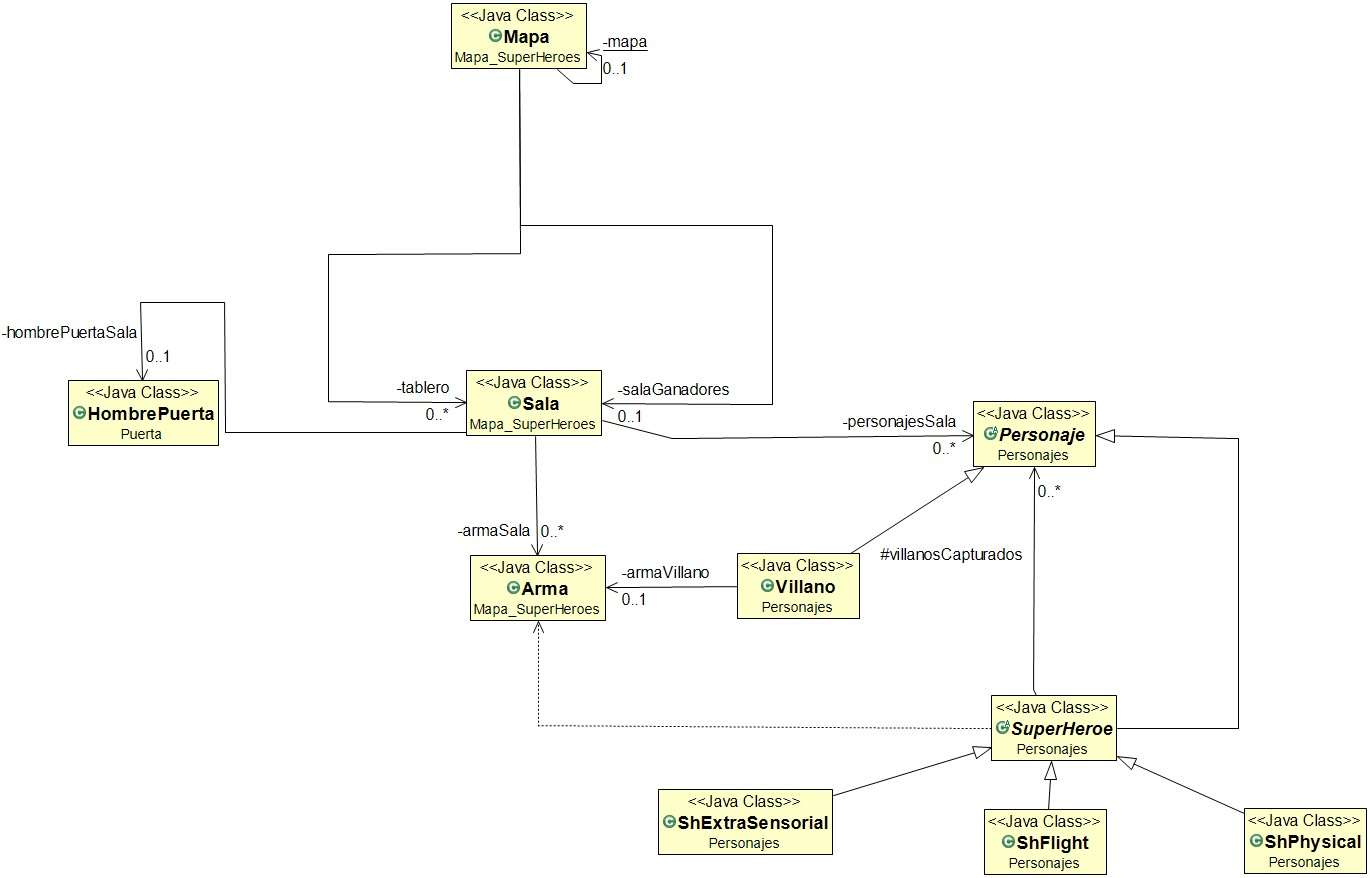 <<Java Class>>
Mapa
Mapa_SuperHeroes
-mapa
0..1
-hombrePuertaSala
0..1
<<Java Class>>
HombrePuerta
Puerta
-tablero
0..*
<<Java Class>>
Sala
Mapa_SuperHeroes
-salaGanadores
0..1
-personajesSala
0..*
<<Java Class>>
Personaje
Personajes
0..*
#villanosCapturados
-armaSala
0..*
<<Java Class>>
Arma
Mapa_SuperHeroes
-armaVillano
0..1
<<Java Class>>
Villano
Personajes
<<Java Class>>
SuperHeroe
Personajes
<<Java Class>>
ShExtraSensorial
Personajes
<<Java Class>>
ShFlight
Personajes
<<Java Class>>
ShPhysical
Personajes